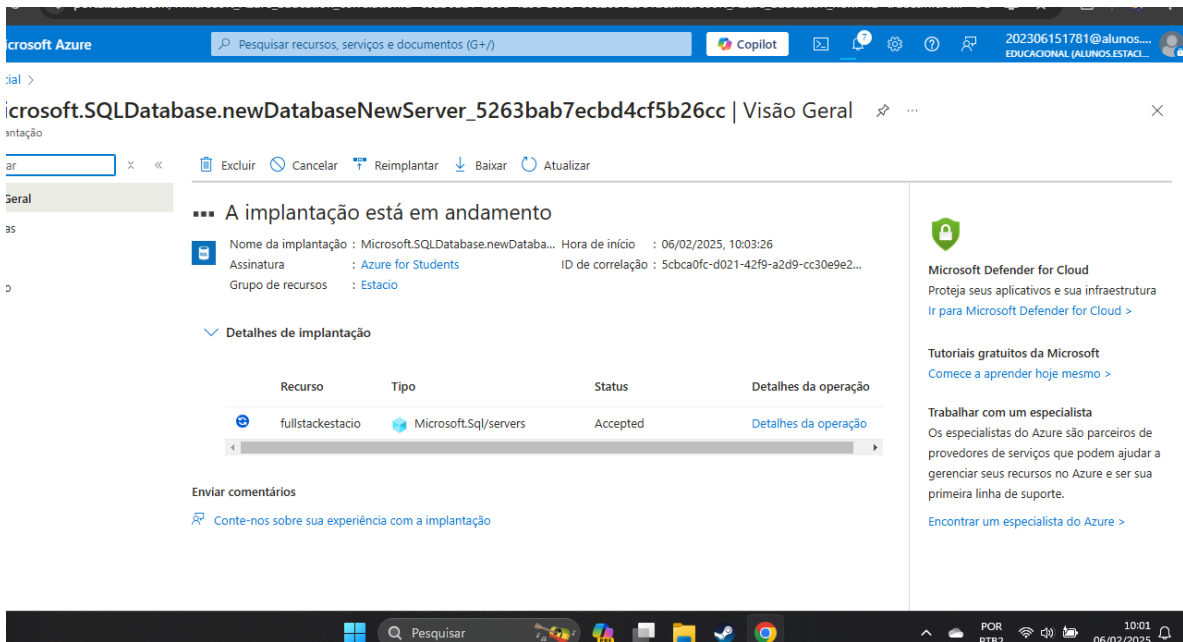 icrosoft Azure
Pesquisar recursos, serviços e documentos (G+/)
Copilot
7
202306151781@alunos....
EDUCACIONAL (ALUNOS.ESTACI...
cial >
icrosoft.SQLDatabase.newDatabaseNewServer_5263bab7ecbd4cf5b26cc | Visão Geral
antação
ar
Excluir
Cancelar
Reimplantar
Baixar
Atualizar
Geral
as
o
A implantação está em andamento
Nome da implantação : Microsoft.SQLDatabase.newDataba...
Hora de início : 06/02/2025, 10:03:26
Assinatura : Azure for Students
ID de correlação : 5cbca0fc-d021-42f9-a2d9-cc30e9e2...
Grupo de recursos : Estacio
Detalhes de implantação
Recurso Tipo Status Detalhes da operação
fullstackestacio Microsoft.Sql/servers Accepted Detalhes da operação
Enviar comentários
Conte-nos sobre sua experiência com a implantação
Microsoft Defender for Cloud
Proteja seus aplicativos e sua infraestrutura
Ir para Microsoft Defender for Cloud >
Tutoriais gratuitos da Microsoft
Comece a aprender hoje mesmo >
Trabalhar com um especialista
Os especialistas do Azure são parceiros de
provedores de serviços que podem ajudar a
gerenciar seus recursos no Azure e ser sua
primeira linha de suporte.
Encontrar um especialista do Azure >
Pesquisar
POR
PTB2
10:01
06/02/2025